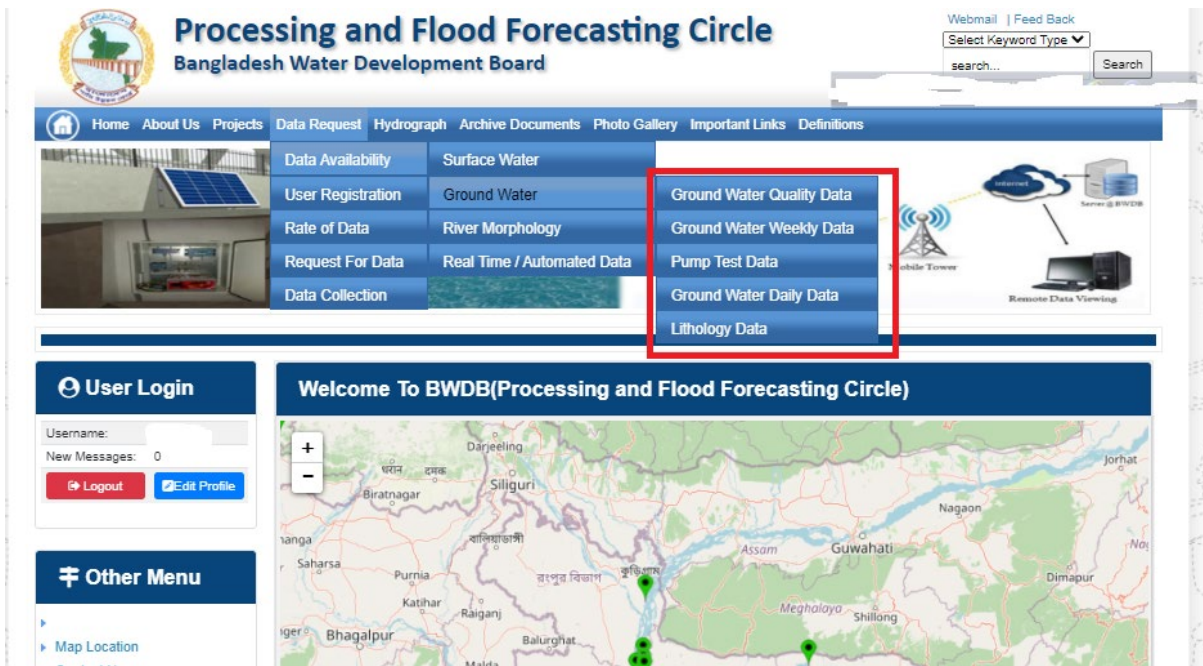 Processing and Flood Forecasting Circle
Bangladesh Water Development Board
Webmail | Feed Back
Select Keyword Type
search...
Search
Home About Us Projects Data Request Hydrograph Archive Documents Photo Gallery Important Links Definitions
Data Availability
User Registration
Rate of Data
Request For Data
Data Collection
Surface Water
Ground Water
River Morphology
Real Time / Automated Data
Ground Water Quality Data
Ground Water Weekly Data
Pump Test Data
Ground Water Daily Data
Lithology Data
Internet
Server @ BWDB
Mobile Tower
Remote Data Viewing
User Login
Username:
New Messages: 0
Logout
Edit Profile
Other Menu
Map Location
Welcome To BWDB(Processing and Flood Forecasting Circle)
+
−
Darjeeling
Jorhat
धरान
दमक
Siliguri
Biratnagar
Nagaon
Assam
Guwahati
Saharsa
Purnia
রংপুর বিভাগ
কুড়িগ্রাম
Dimapur
Katihar
Raiganj
Meghalaya
Shillong
Bhagalpur
Balurghat
Malda